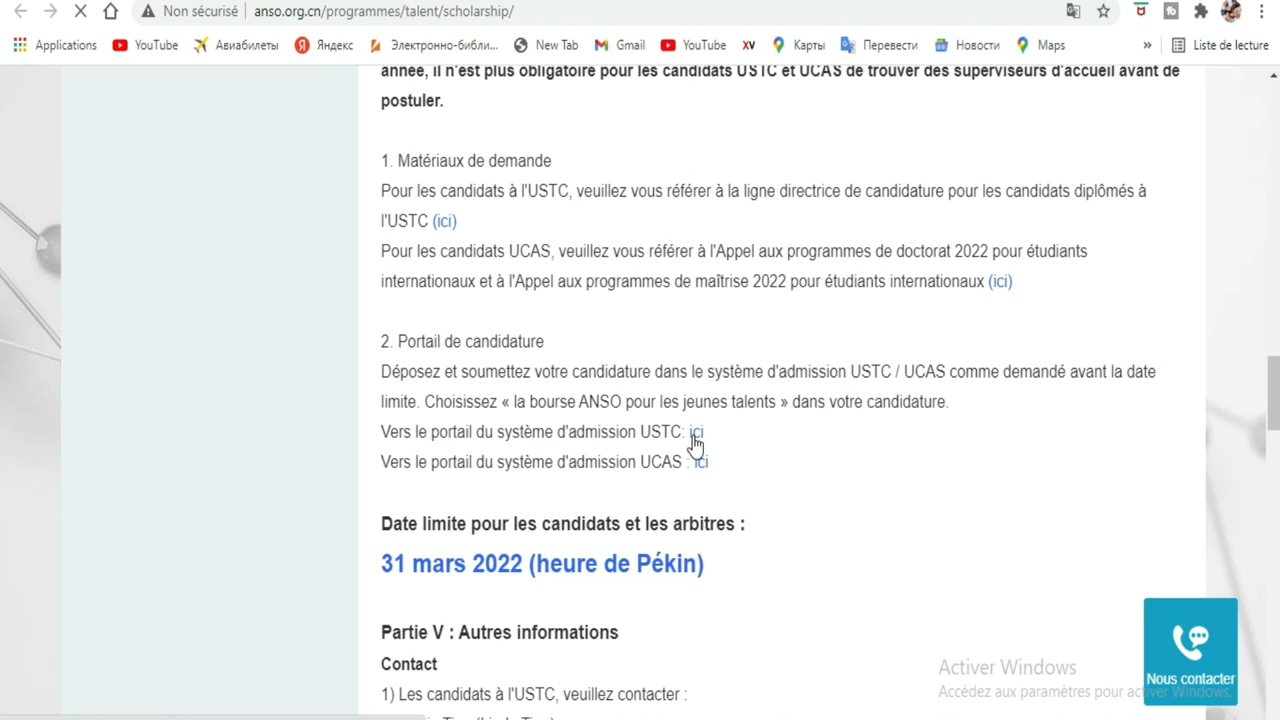 Non sécurisé anso.org.cn/programmes/talent/scholarship/
Applications YouTube Авиабилеты Яндекс Электронно-библи... New Tab Gmail YouTube XV Карты Перевести Новости Maps » Liste de lecture
année, il n'est plus obligatoire pour les candidats USTC et UCAS de trouver des superviseurs d'accueil avant de
postuler.
1. Matériaux de demande
Pour les candidats à l'USTC, veuillez vous référer à la ligne directrice de candidature pour les candidats diplômés à
l'USTC (ici)
Pour les candidats UCAS, veuillez vous référer à l'Appel aux programmes de doctorat 2022 pour étudiants
internationaux et à l'Appel aux programmes de maîtrise 2022 pour étudiants internationaux (ici)
2. Portail de candidature
Déposez et soumettez votre candidature dans le système d'admission USTC / UCAS comme demandé avant la date
limite. Choisissez « la bourse ANSO pour les jeunes talents » dans votre candidature.
Vers le portail du système d'admission USTC: ici
Vers le portail du système d'admission UCAS : ici
Date limite pour les candidats et les arbitres :
31 mars 2022 (heure de Pékin)
Partie V : Autres informations
Contact
1) Les candidats à l'USTC, veuillez contacter :
Nous contacter
Activer Windows
Accédez aux paramètres pour activer Windows.